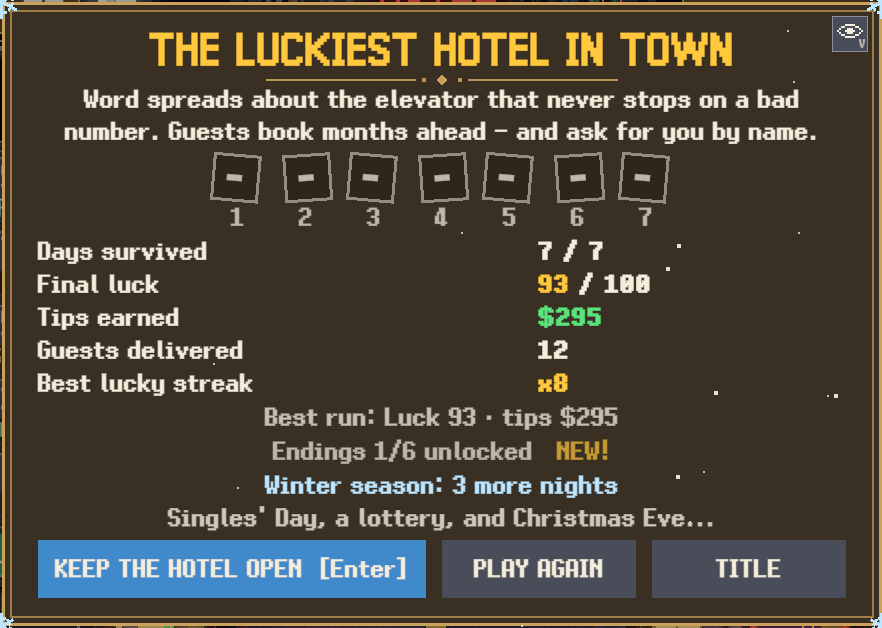 THE LUCKIEST HOTEL IN TOWN
V
Word spreads about the elevator that never stops on a bad
number. Guests book months ahead – and ask for you by name.
- - - - - - -
1 2 3 4 5 6 7
Days survived 7 / 7
Final luck 93 / 100
Tips earned $295
Guests delivered 12
Best lucky streak x8
Best run: Luck 93 · tips $295
Endings 1/6 unlocked NEW!
Winter season: 3 more nights
Singles' Day, a lottery, and Christmas Eve...
KEEP THE HOTEL OPEN [Enter] PLAY AGAIN TITLE